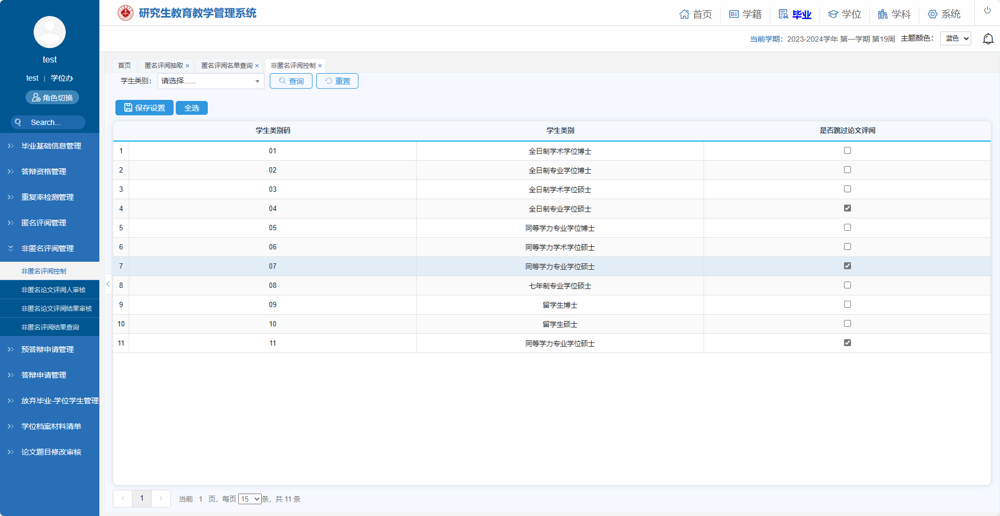 研究生教育教学管理系统
首页 学籍 毕业 学位 学科 系统
当前学期：2023-2024学年 第一学期 第19周 主题颜色： 蓝色
test
test | 学位办
角色切换
Search...
毕业基础信息管理
答辩资格管理
重复率检测管理
匿名评阅管理
非匿名评阅管理
非匿名评阅控制
非匿名论文评阅人审核
非匿名论文评阅结果审核
非匿名评阅结果查询
预答辩申请管理
答辩申请管理
放弃毕业-学位学生管理
学位档案材料清单
论文题目修改审核
首页 匿名评阅抽取 × 匿名评阅名单查询 × 非匿名评阅控制 ×
学生类别： 请选择...... 查询 重置
保存设置 全选
学生类别码 学生类别 是否跳过论文评阅
1 01 全日制学术学位博士
2 02 全日制专业学位博士
3 03 全日制学术学位硕士
4 04 全日制专业学位硕士
5 05 同等学力专业学位博士
6 06 同等学力学术学位硕士
7 07 同等学力专业学位硕士
8 08 七年制专业学位硕士
9 09 留学生博士
10 10 留学生硕士
11 11 同等学力专业学位硕士
1 当前 1 页，每页 15 条，共 11 条